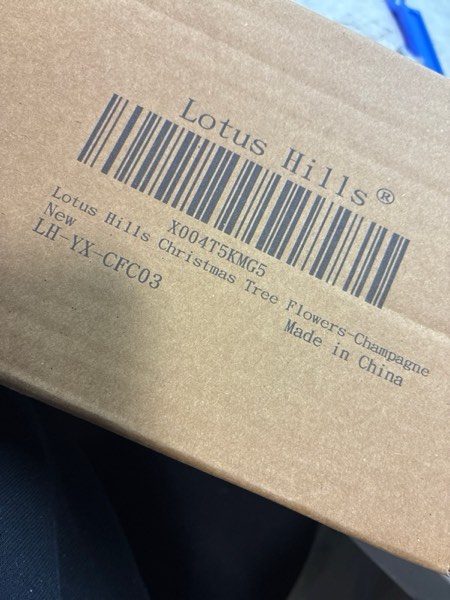 Lotus Hills®
X004T5KMG5
Lotus Hills Christmas Tree Flowers-Champagne
New
Made in China
LH-YX-CFC03